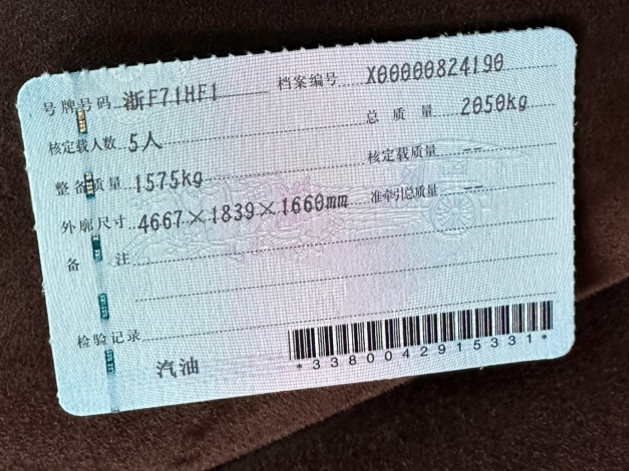 号牌号码 浙F71HF1 档案编号 X00000824190
核定载人数 5人 总质量 2050kg
整备质量 1575kg 核定载质量 --
外廓尺寸 4667×1839×1660mm 准牵引总质量 --
备注
检验记录
汽油
*3380042915331*